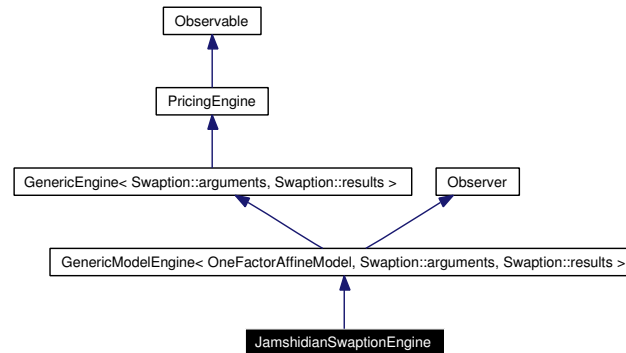 Observable
PricingEngine
GenericEngine< Swaption::arguments, Swaption::results >
Observer
GenericModelEngine< OneFactorAffineModel, Swaption::arguments, Swaption::results >
JamshidianSwaptionEngine